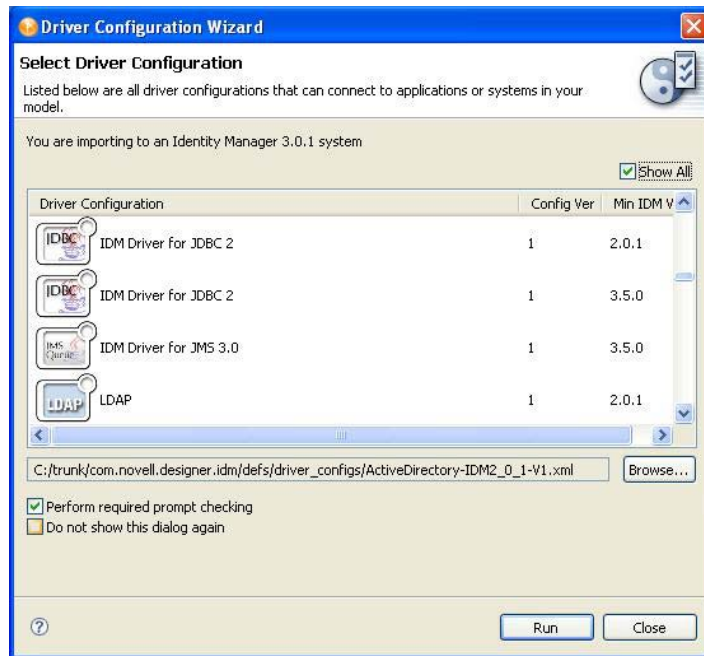 Driver Configuration Wizard
Select Driver Configuration
Listed below are all driver configurations that can connect to applications or systems in your
model.
You are importing to an Identity Manager 3.0.1 system
Show All
Driver Configuration Config Ver Min IDM V
JDBC IDM Driver for JDBC 2 1 2.0.1
JDBC IDM Driver for JDBC 2 1 3.5.0
JMS Queue IDM Driver for JMS 3.0 1 3.5.0
LDAP LDAP 1 2.0.1
C:/trunk/com.novell.designer.idm/defs/driver_configs/ActiveDirectory-IDM2_0_1-V1.xml Browse...
Perform required prompt checking
Do not show this dialog again
? Run Close